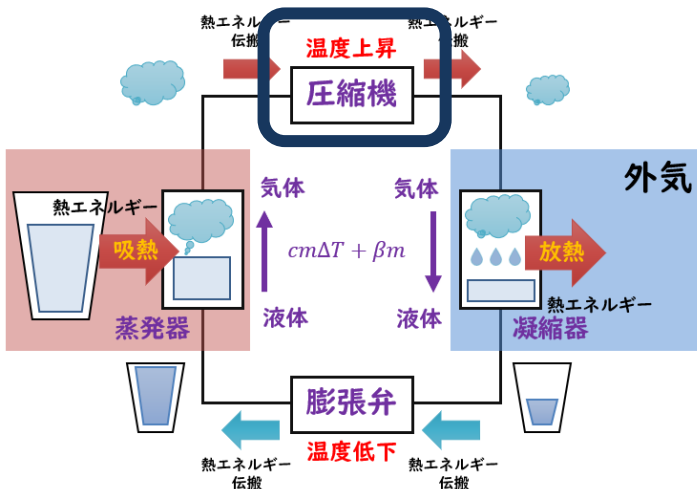 熱エネルギー
伝搬
温度上昇
熱エネルギー
伝搬
圧縮機
外気
熱エネルギー
吸熱
気体
気体
cmΔT + βm
放熱
液体
液体
熱エネルギー
蒸発器
凝縮器
膨張弁
温度低下
熱エネルギー
伝搬
熱エネルギー
伝搬